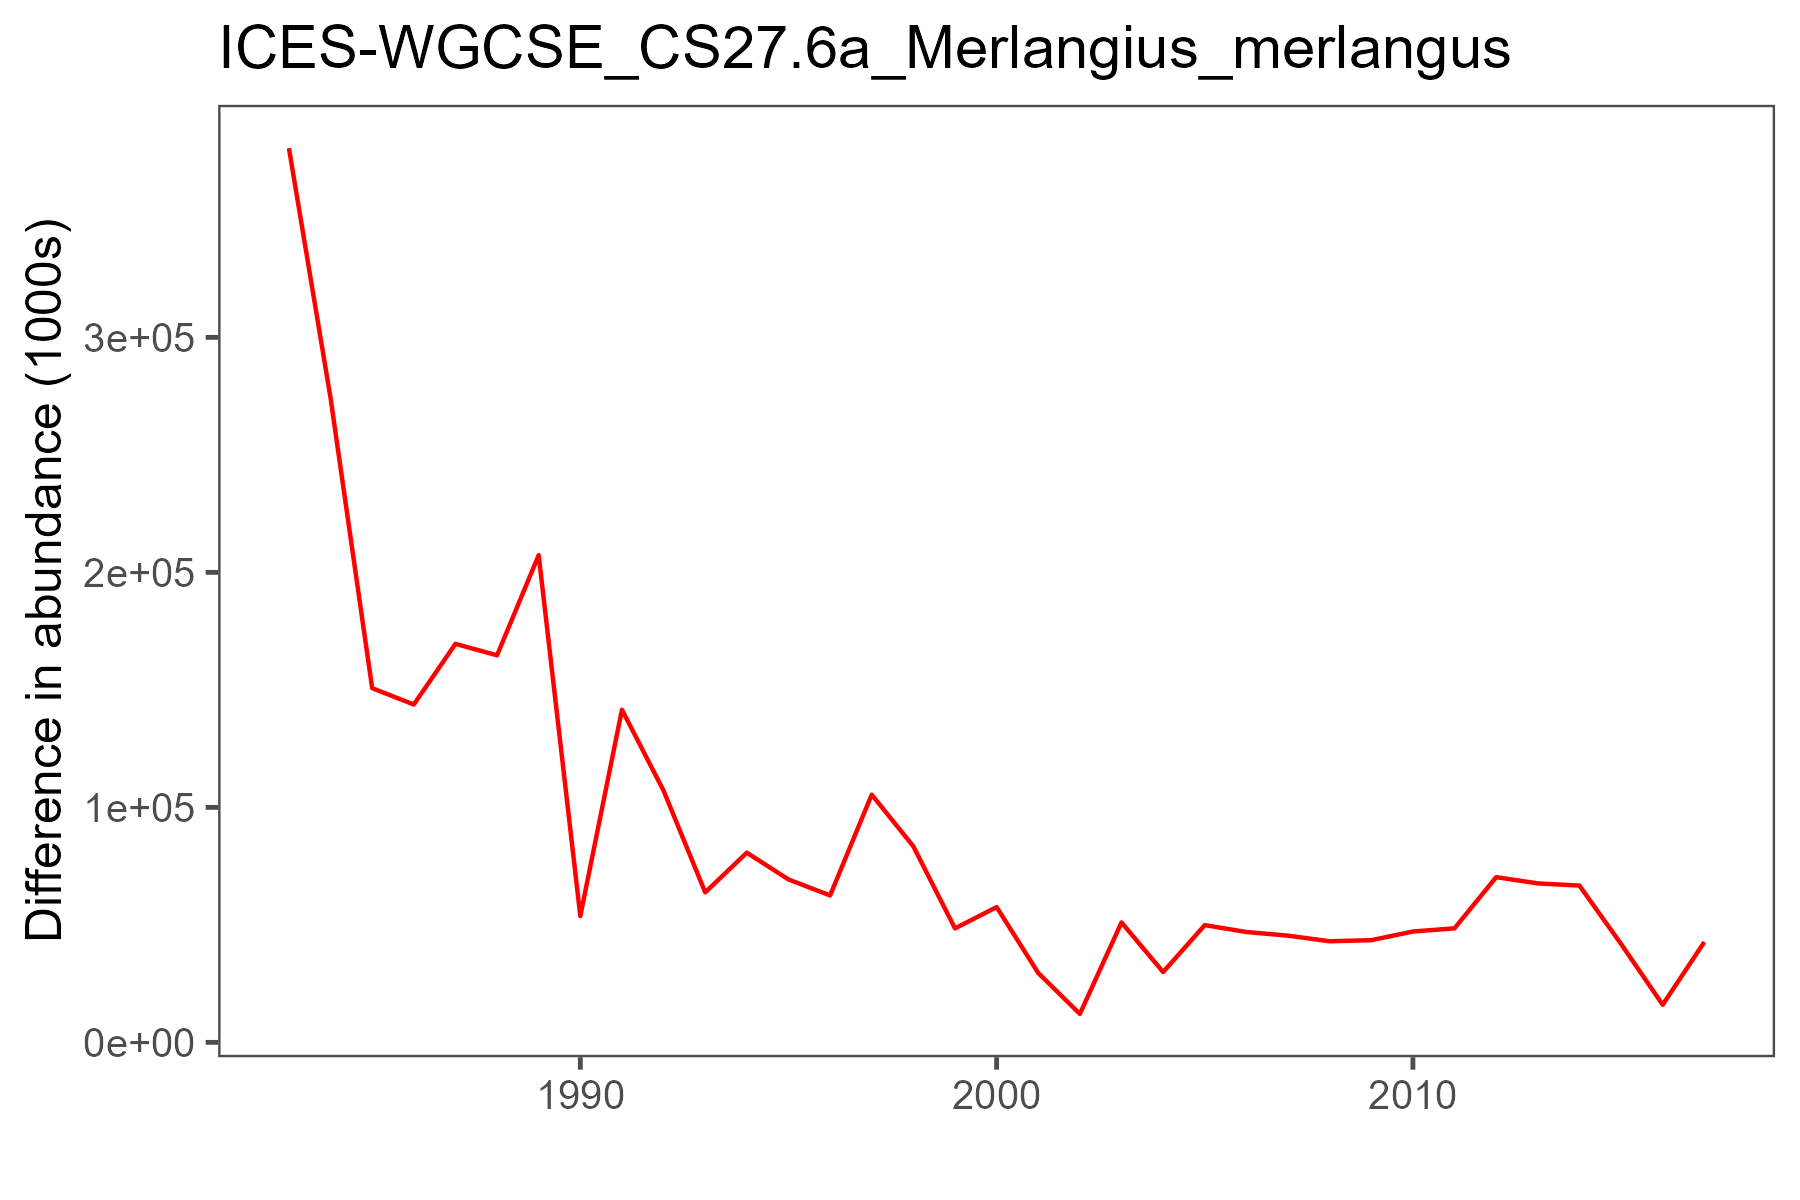 ICES-WGCSE_CS27.6a_Merlangius_merlangus
Difference in abundance (1000s)
3e+05
2e+05
1e+05
0e+00
1990
2000
2010